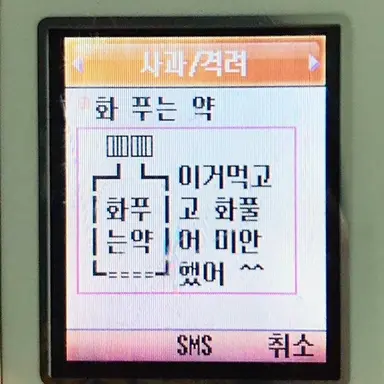 사과/격려
화 푸는 약
▥▥
┏┛┗┓이거먹고
┃화푸┃고 화풀
┃는약┃어 미안
┗====┛했어 ^^
SMS 취소